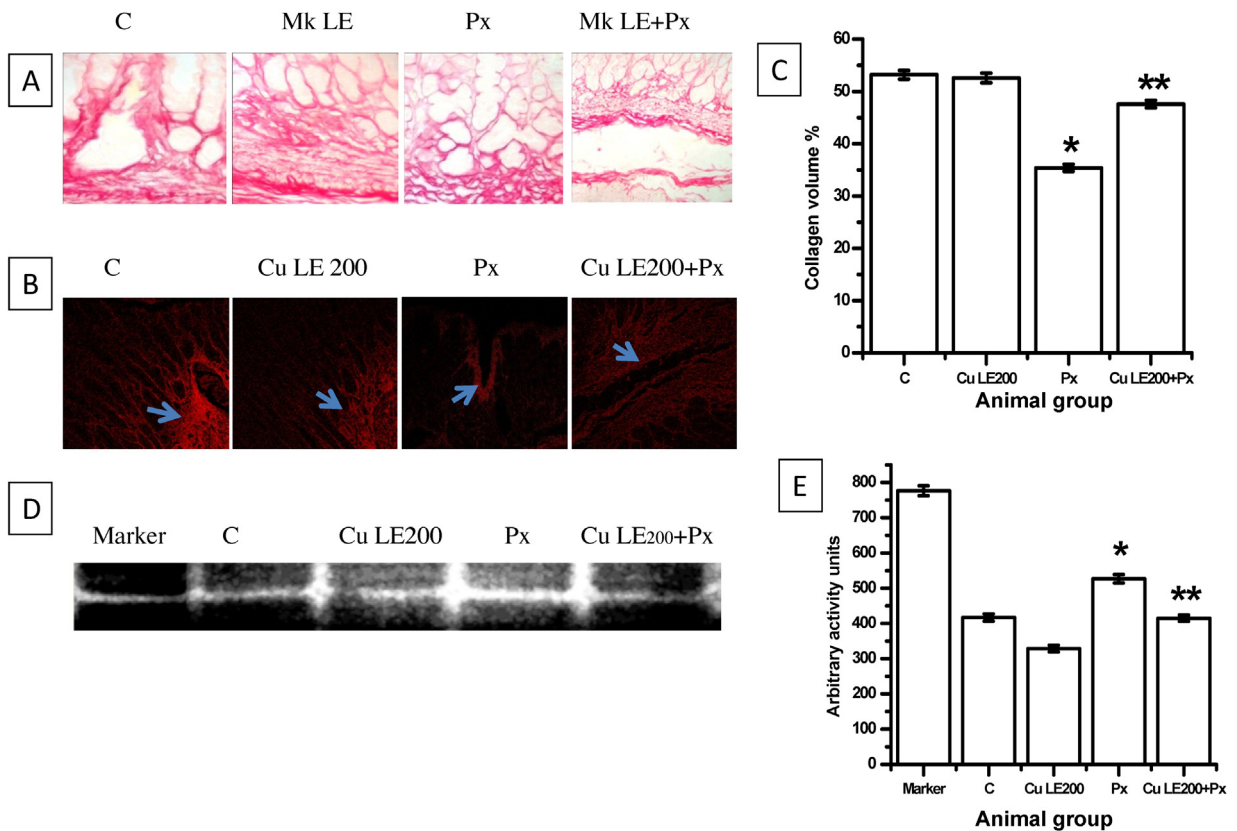 C Mk LE Px Mk LE+Px
A
B
C Cu LE 200 Px Cu LE200+Px
D
Marker C Cu LE200 Px Cu LE200+Px
C
60
50
40
30
60
10
0
Collagen volume %
*
**
C Cu LE200 Px Cu LE200+Px
Animal group
E
800
700
600
500
400
300
200
100
0
Arbitrary activity units
*
**
Marker C Cu LE200 Px Cu LE200+Px
Animal group